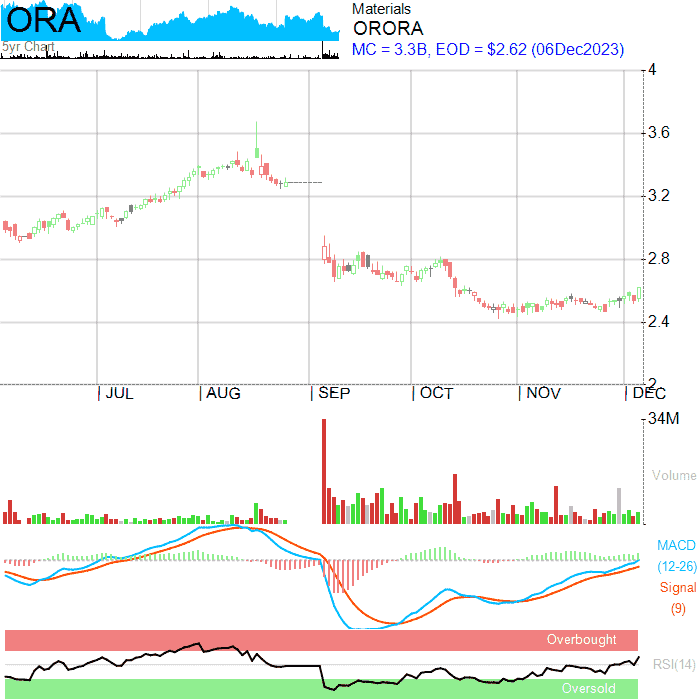 ORA
5yr Chart
Materials
ORORA
MC = 3.3B, EOD = $2.62 (06Dec2023)
4
3.6
3.2
2.8
2.4
2
JUL
AUG
SEP
OCT
NOV
DEC
34M
Volume
MACD
(12-26)
Signal
(9)
Overbought
RSI(14)
Oversold